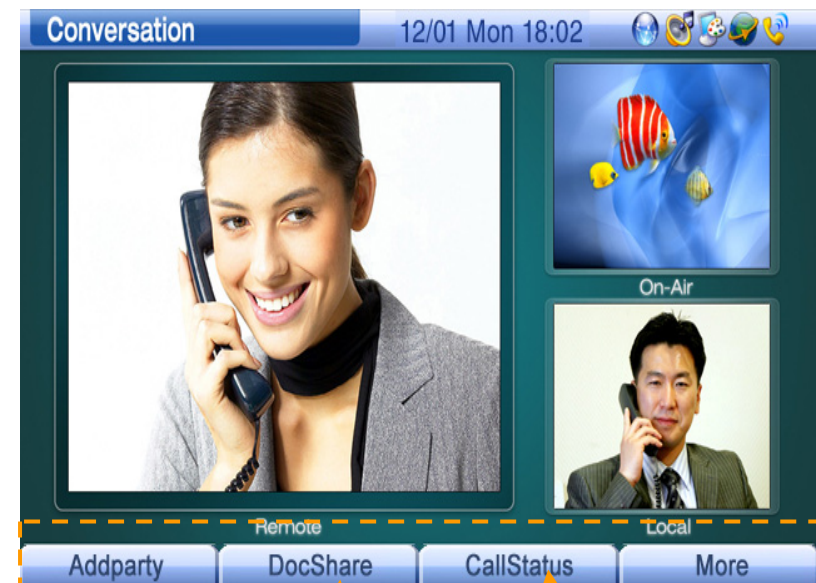 Conversation 12/01 Mon 18:02
On-Air
Remote Local
Addparty DocShare CallStatus More